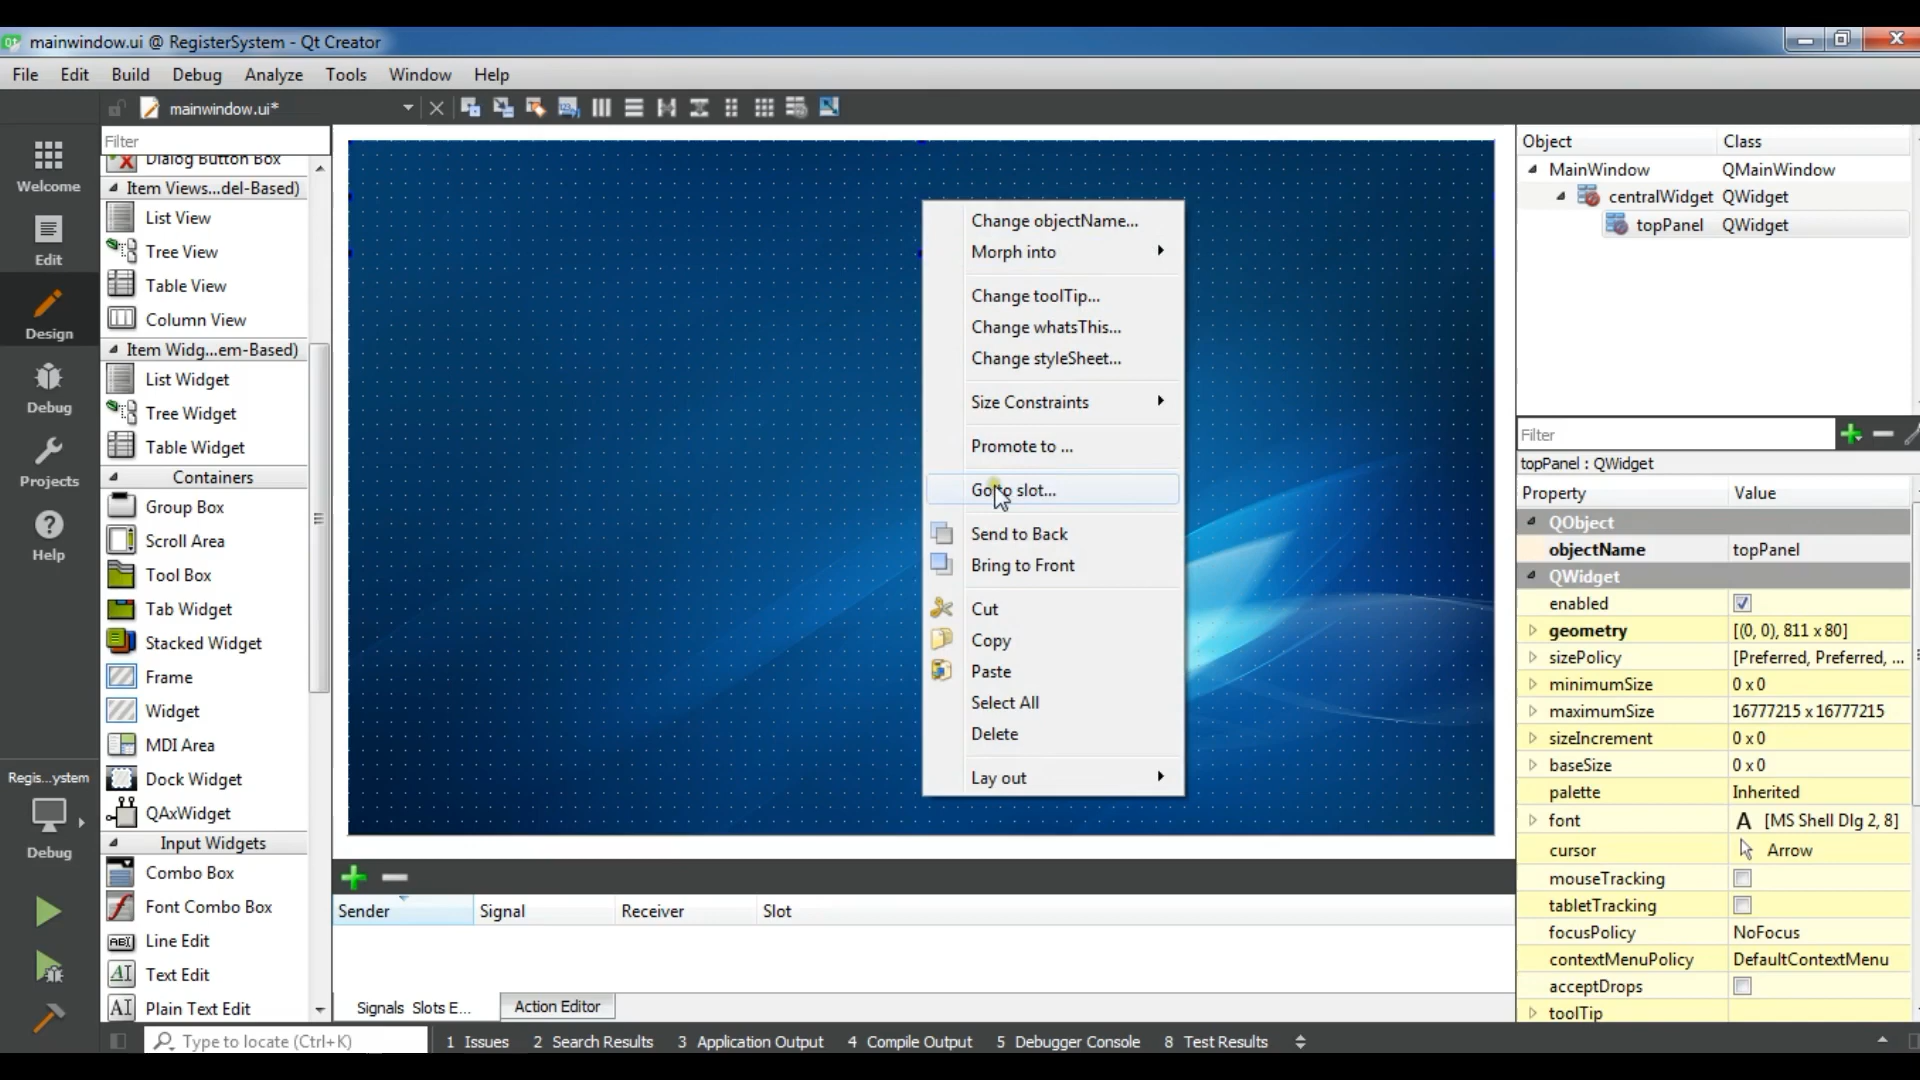 mainwindow.ui @ RegisterSystem - Qt Creator
File Edit Build Debug Analyze Tools Window Help
mainwindow.ui*
Welcome
Edit
Design
Debug
Projects
Help
Regis...ystem
Debug
Filter
Dialog Button Box
Item Views...del-Based)
List View
Tree View
Table View
Column View
Item Widg...em-Based)
List Widget
Tree Widget
Table Widget
Containers
Group Box
Scroll Area
Tool Box
Tab Widget
Stacked Widget
Frame
Widget
MDI Area
Dock Widget
QAxWidget
Input Widgets
Combo Box
Font Combo Box
Line Edit
Text Edit
Plain Text Edit
Change objectName...
Morph into
Change toolTip...
Change whatsThis...
Change styleSheet...
Size Constraints
Promote to ...
Go to slot...
Send to Back
Bring to Front
Cut
Copy
Paste
Select All
Delete
Lay out
Sender Signal Receiver Slot
Signals Slots E... Action Editor
Object Class
MainWindow QMainWindow
centralWidget QWidget
topPanel QWidget
Filter
topPanel : QWidget
Property Value
QObject
objectName topPanel
QWidget
enabled
geometry [(0, 0), 811 x 80]
sizePolicy [Preferred, Preferred, ...
minimumSize 0 x 0
maximumSize 16777215 x 16777215
sizeIncrement 0 x 0
baseSize 0 x 0
palette Inherited
font A [MS Shell Dlg 2, 8]
cursor Arrow
mouseTracking
tabletTracking
focusPolicy NoFocus
contextMenuPolicy DefaultContextMenu
acceptDrops
toolTip
Type to locate (Ctrl+K) 1 Issues 2 Search Results 3 Application Output 4 Compile Output 5 Debugger Console 8 Test Results